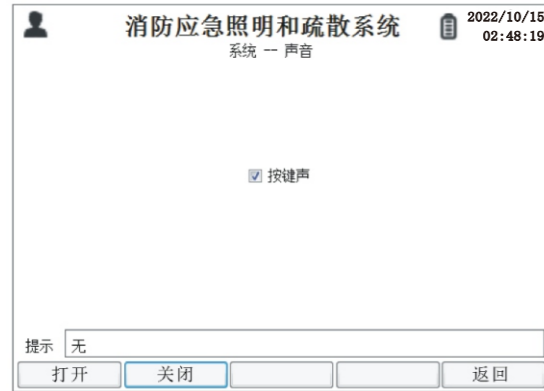 消防应急照明和疏散系统
2022/10/15
02:48:19
系统 -- 声音
按键声
提示 无
打开 关闭 返回